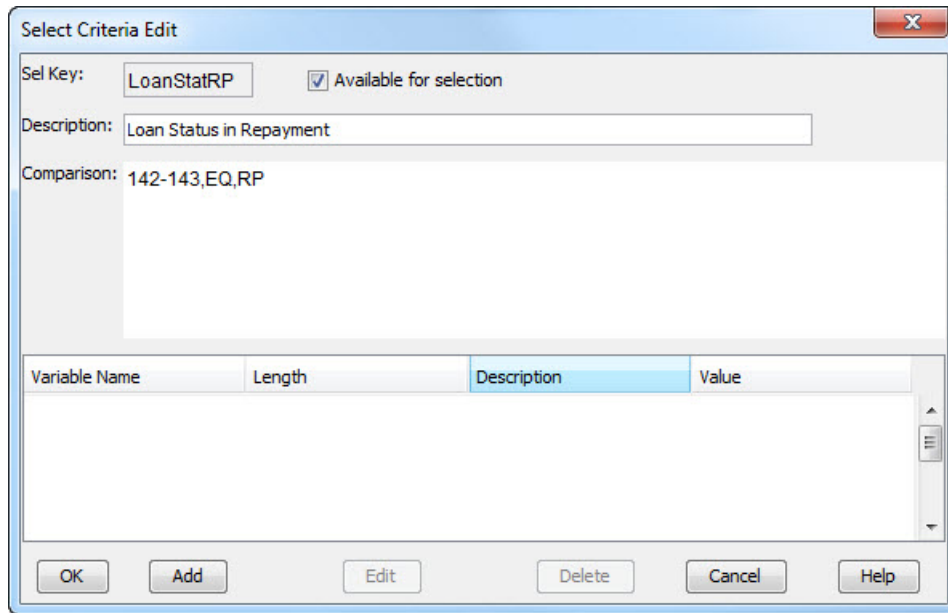 Select Criteria Edit
Sel Key: LoanStatRP Available for selection
Description: Loan Status in Repayment
Comparison: 142-143,EQ,RP
Variable Name Length Description Value
OK Add Edit Delete Cancel Help